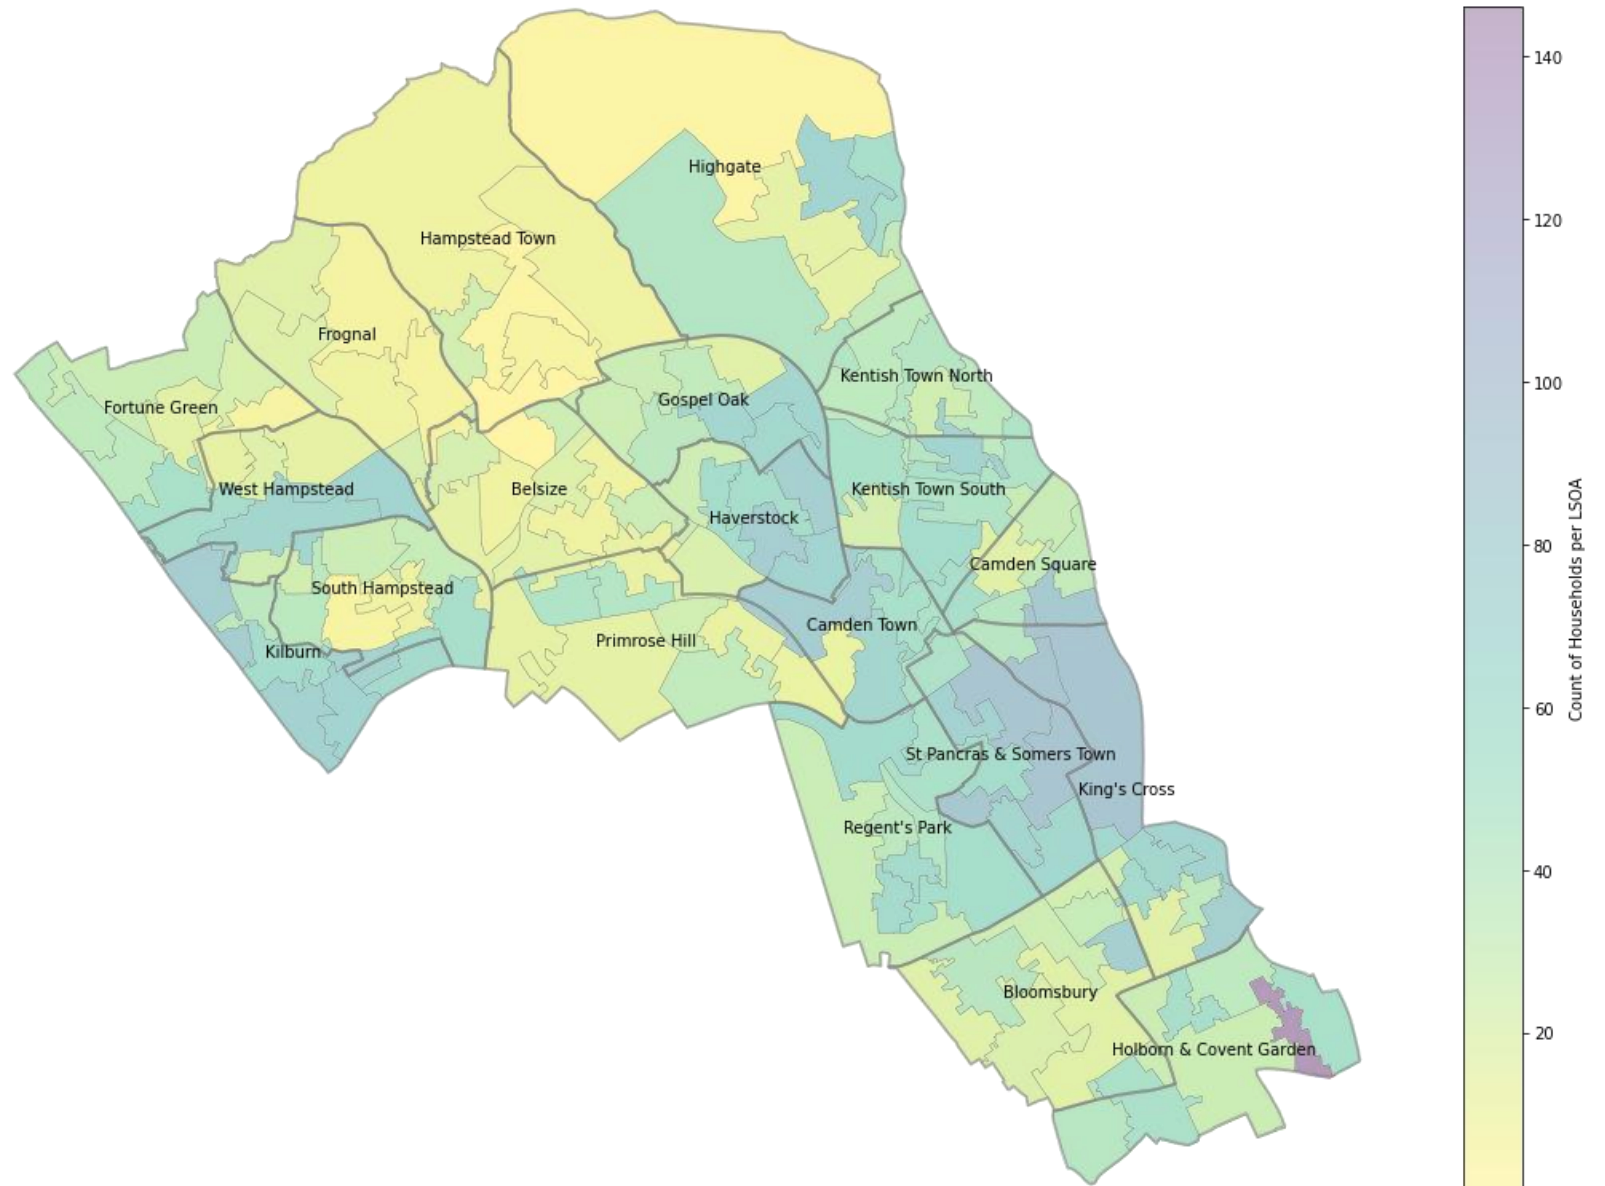 140
Highgate
120
Hampstead Town
Frognal
Kentish Town North
100
Gospel Oak
Fortune Green
West Hampstead
Belsize
Kentish Town South
Haverstock
Count of Households per LSOA
80
Camden Square
South Hampstead
Camden Town
Primrose Hill
Kilburn
60
St Pancras & Somers Town
King's Cross
Regent's Park
40
Bloomsbury
20
Holborn & Covent Garden